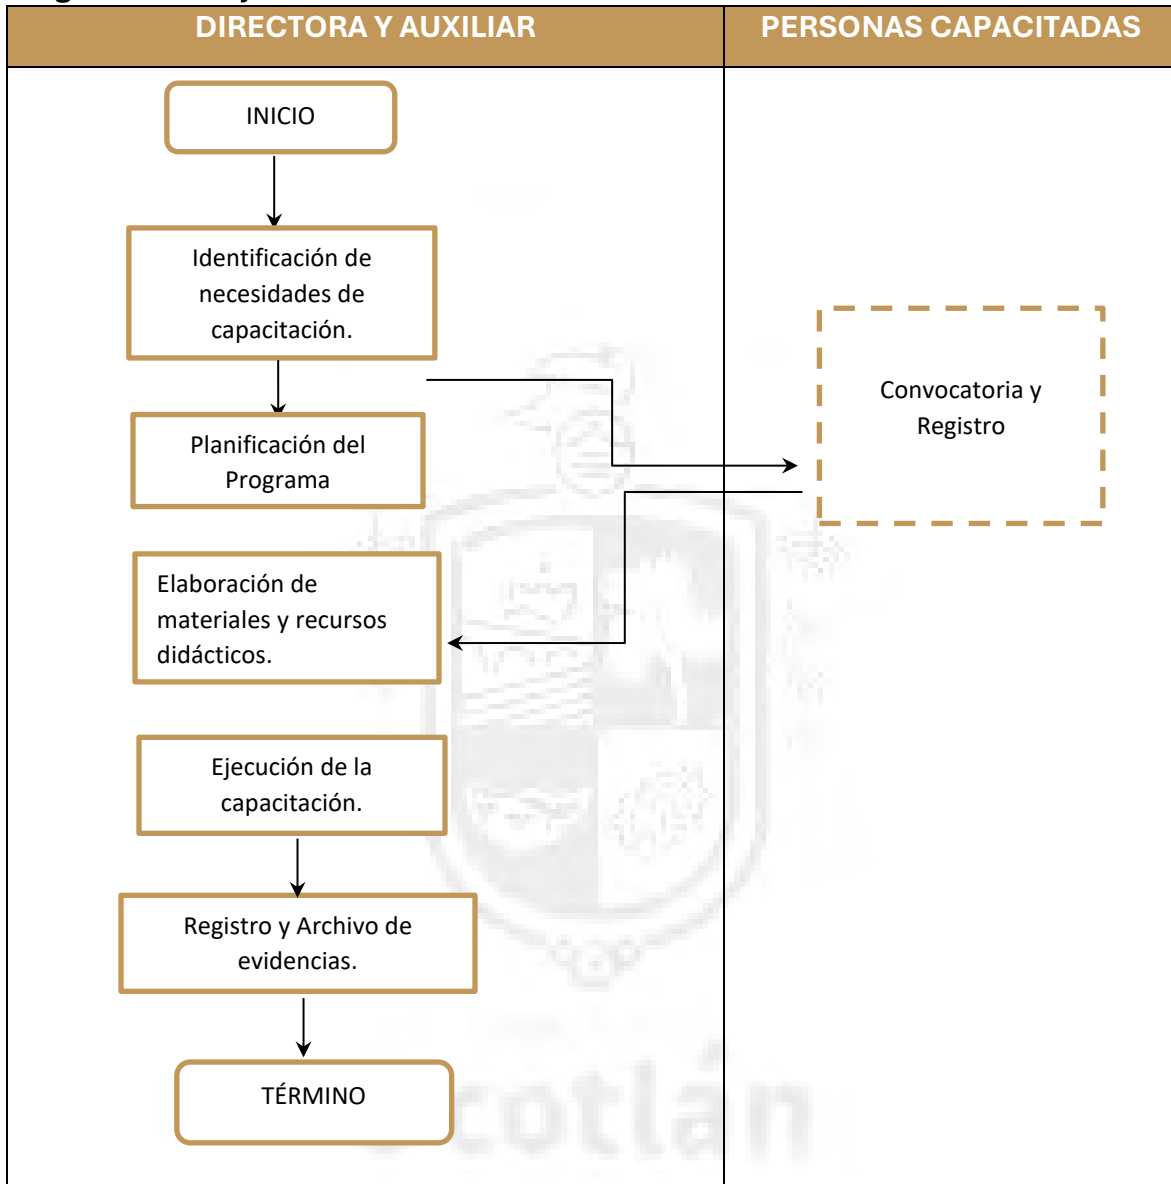 DIRECTORA Y AUXILIAR
PERSONAS CAPACITADAS
INICIO
Identificación de
necesidades de
capacitación.
Planificación del
Programa
Convocatoria y
Registro
Elaboración de
materiales y recursos
didácticos.
Ejecución de la
capacitación.
Registro y Archivo de
evidencias.
TÉRMINO